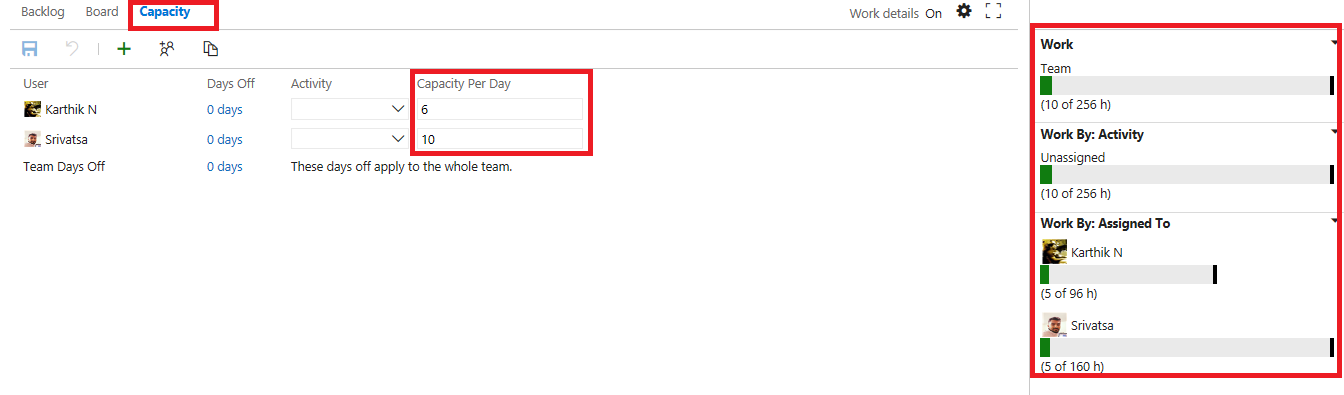 Backlog Board Capacity Work details On
User Days Off Activity Capacity Per Day
Karthik N 0 days 6
Srivatsa 0 days 10
Team Days Off 0 days These days off apply to the whole team.
Work
Team
(10 of 256 h)
Work By: Activity
Unassigned
(10 of 256 h)
Work By: Assigned To
Karthik N
(5 of 96 h)
Srivatsa
(5 of 160 h)